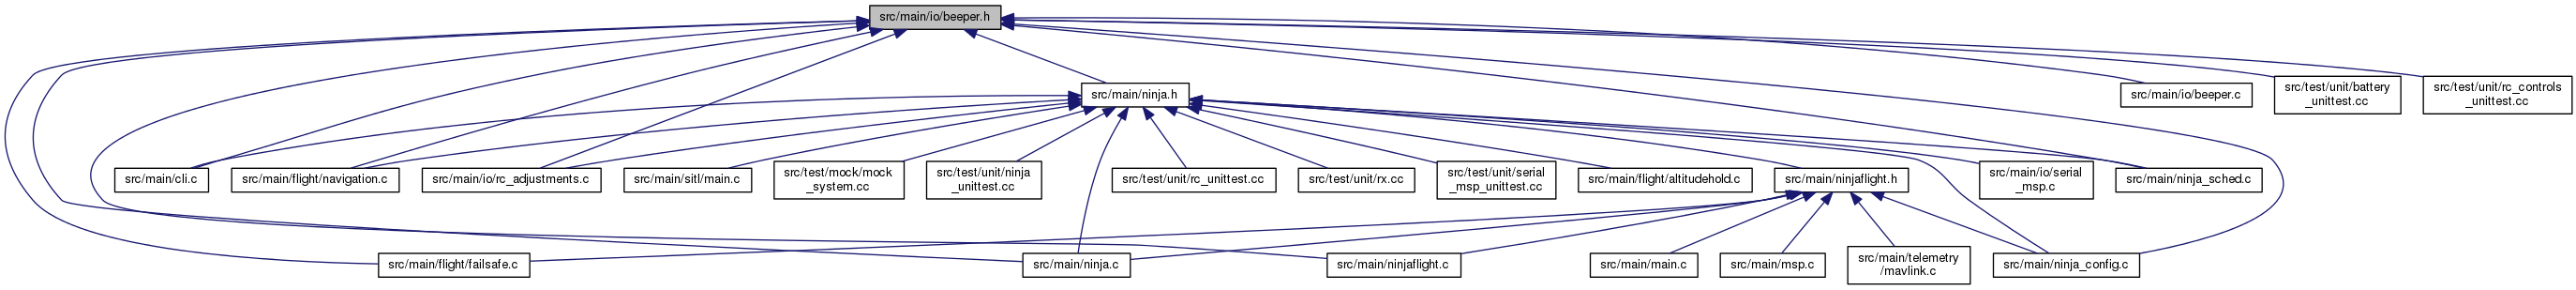 src/main/io/beeper.h
src/main/ninja.h
src/main/io/beeper.c
src/test/unit/battery
_unittest.cc
src/test/unit/rc_controls
_unittest.cc
src/main/cli.c
src/main/flight/navigation.c
src/main/io/rc_adjustments.c
src/main/sitl/main.c
src/test/mock/mock
_system.cc
src/test/unit/ninja
_unittest.cc
src/test/unit/rc_unittest.cc
src/test/unit/rx.cc
src/test/unit/serial
_msp_unittest.cc
src/main/flight/altitudehold.c
src/main/ninjaflight.h
src/main/io/serial
_msp.c
src/main/ninja_sched.c
src/main/flight/failsafe.c
src/main/ninja.c
src/main/ninjaflight.c
src/main/main.c
src/main/msp.c
src/main/telemetry
/mavlink.c
src/main/ninja_config.c